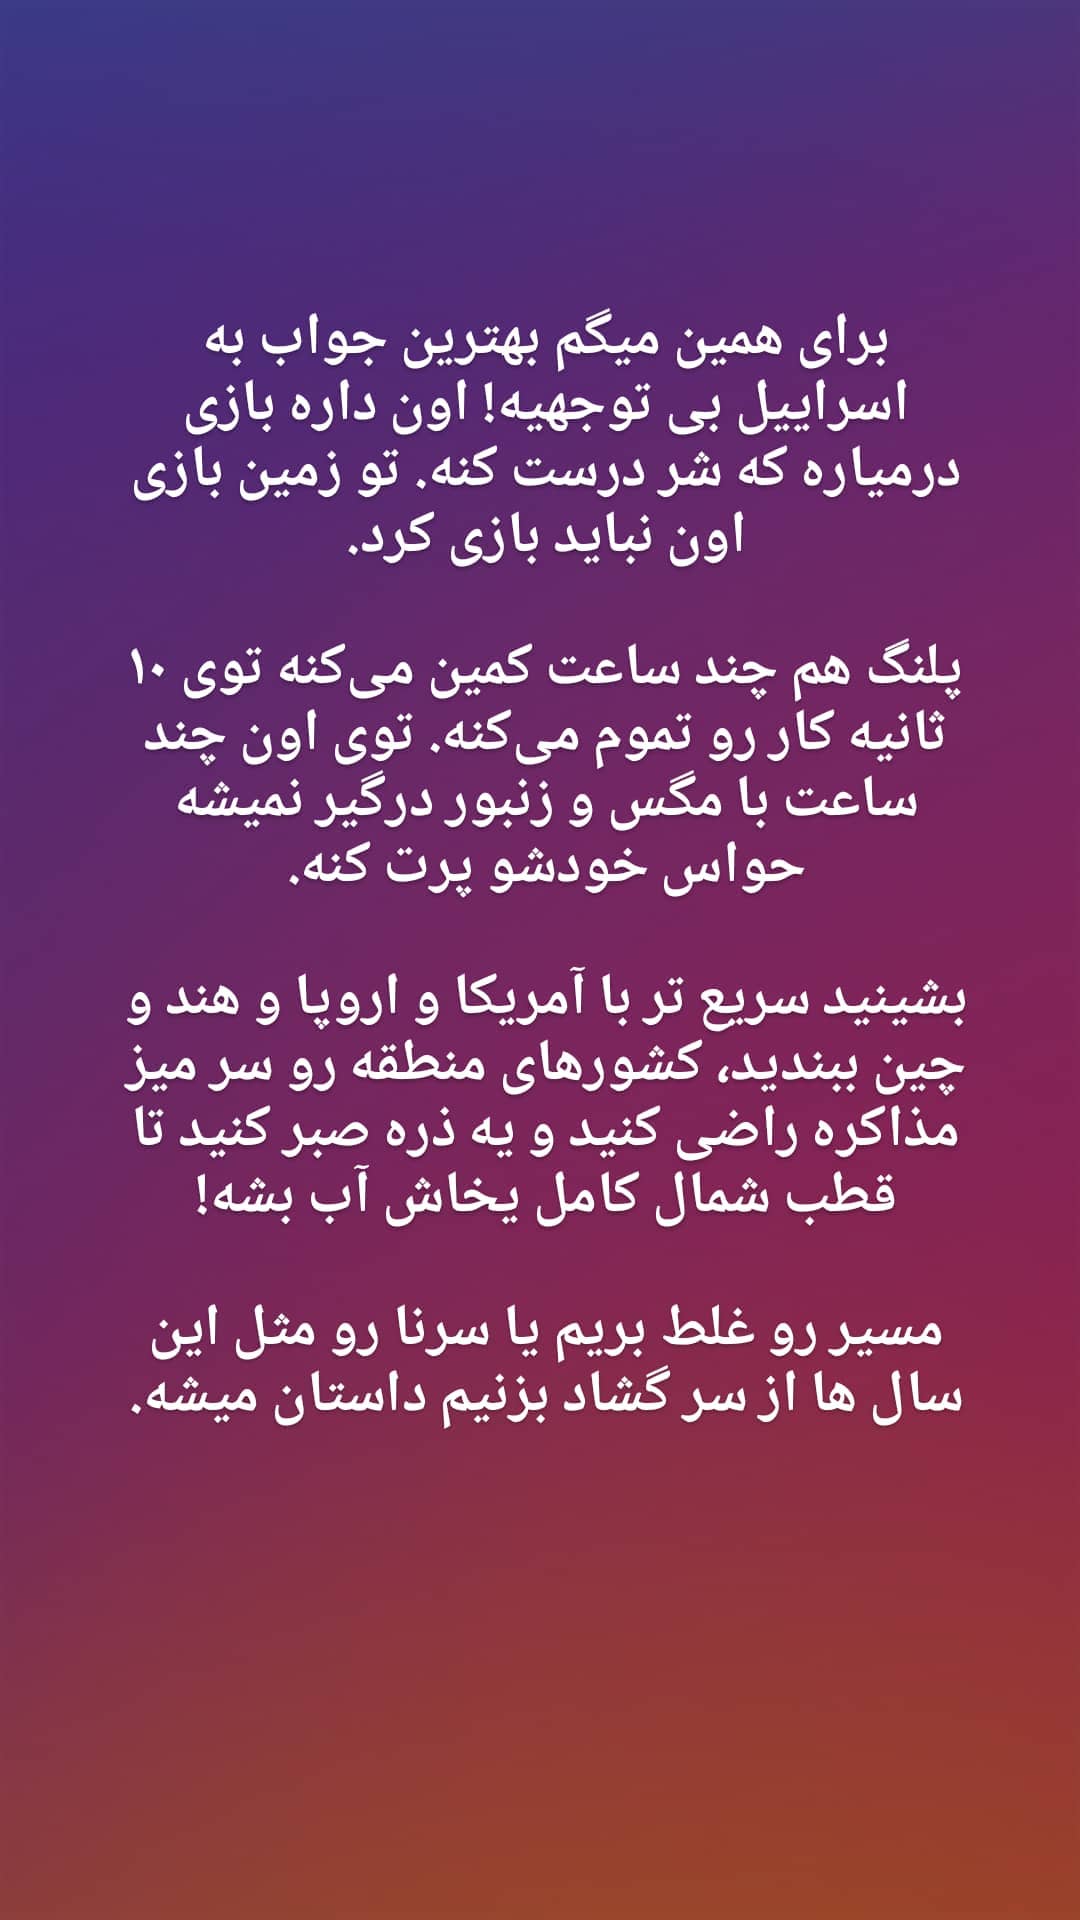 برای همین میگم بهترین جواب به
اسراییل بی توجهیه! اون داره بازی
درمیاره که شر درست کنه. تو زمین بازی
اون نباید بازی کرد.
پلنگ هم چند ساعت کمین می‌کنه توی ۱۰
ثانیه کار رو تموم می‌کنه. توی اون چند
ساعت با مگس و زنبور درگیر نمیشه
حواس خودشو پرت کنه.
بشینید سریع تر با آمریکا و اروپا و هند و
چین ببندید، کشورهای منطقه رو سر میز
مذاکره راضی کنید و یه ذره صبر کنید تا
قطب شمال کامل یخاش آب بشه!
مسیر رو غلط بریم یا سرنا رو مثل این
سال ها از سر گشاد بزنیم داستان میشه.